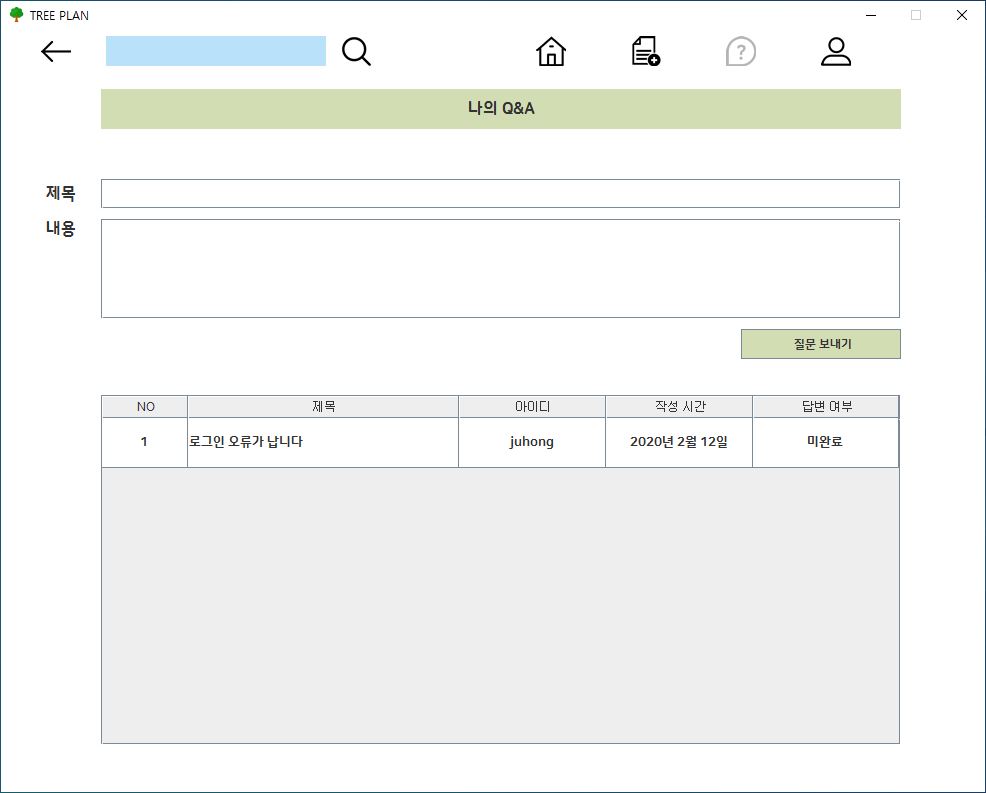 TREE PLAN
나의 Q&A
제목
내용
질문 보내기
NO 제목 아이디 작성 시간 답변 여부
1 로그인 오류가 납니다 juhong 2020년 2월 12일 미완료